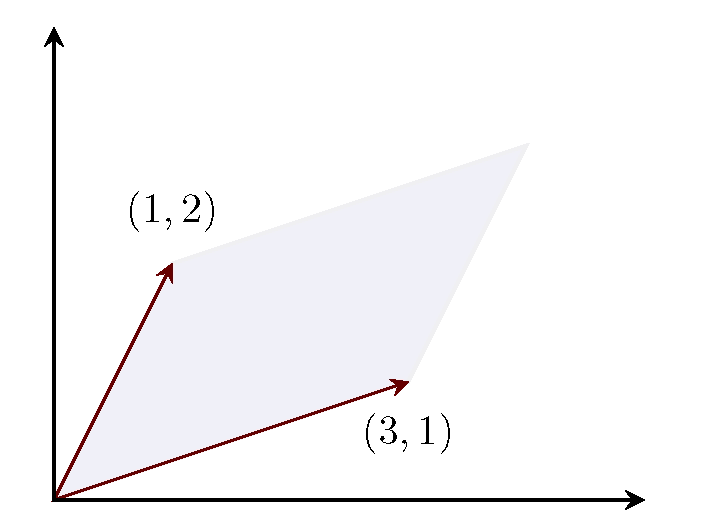 (1, 2)
(3, 1)